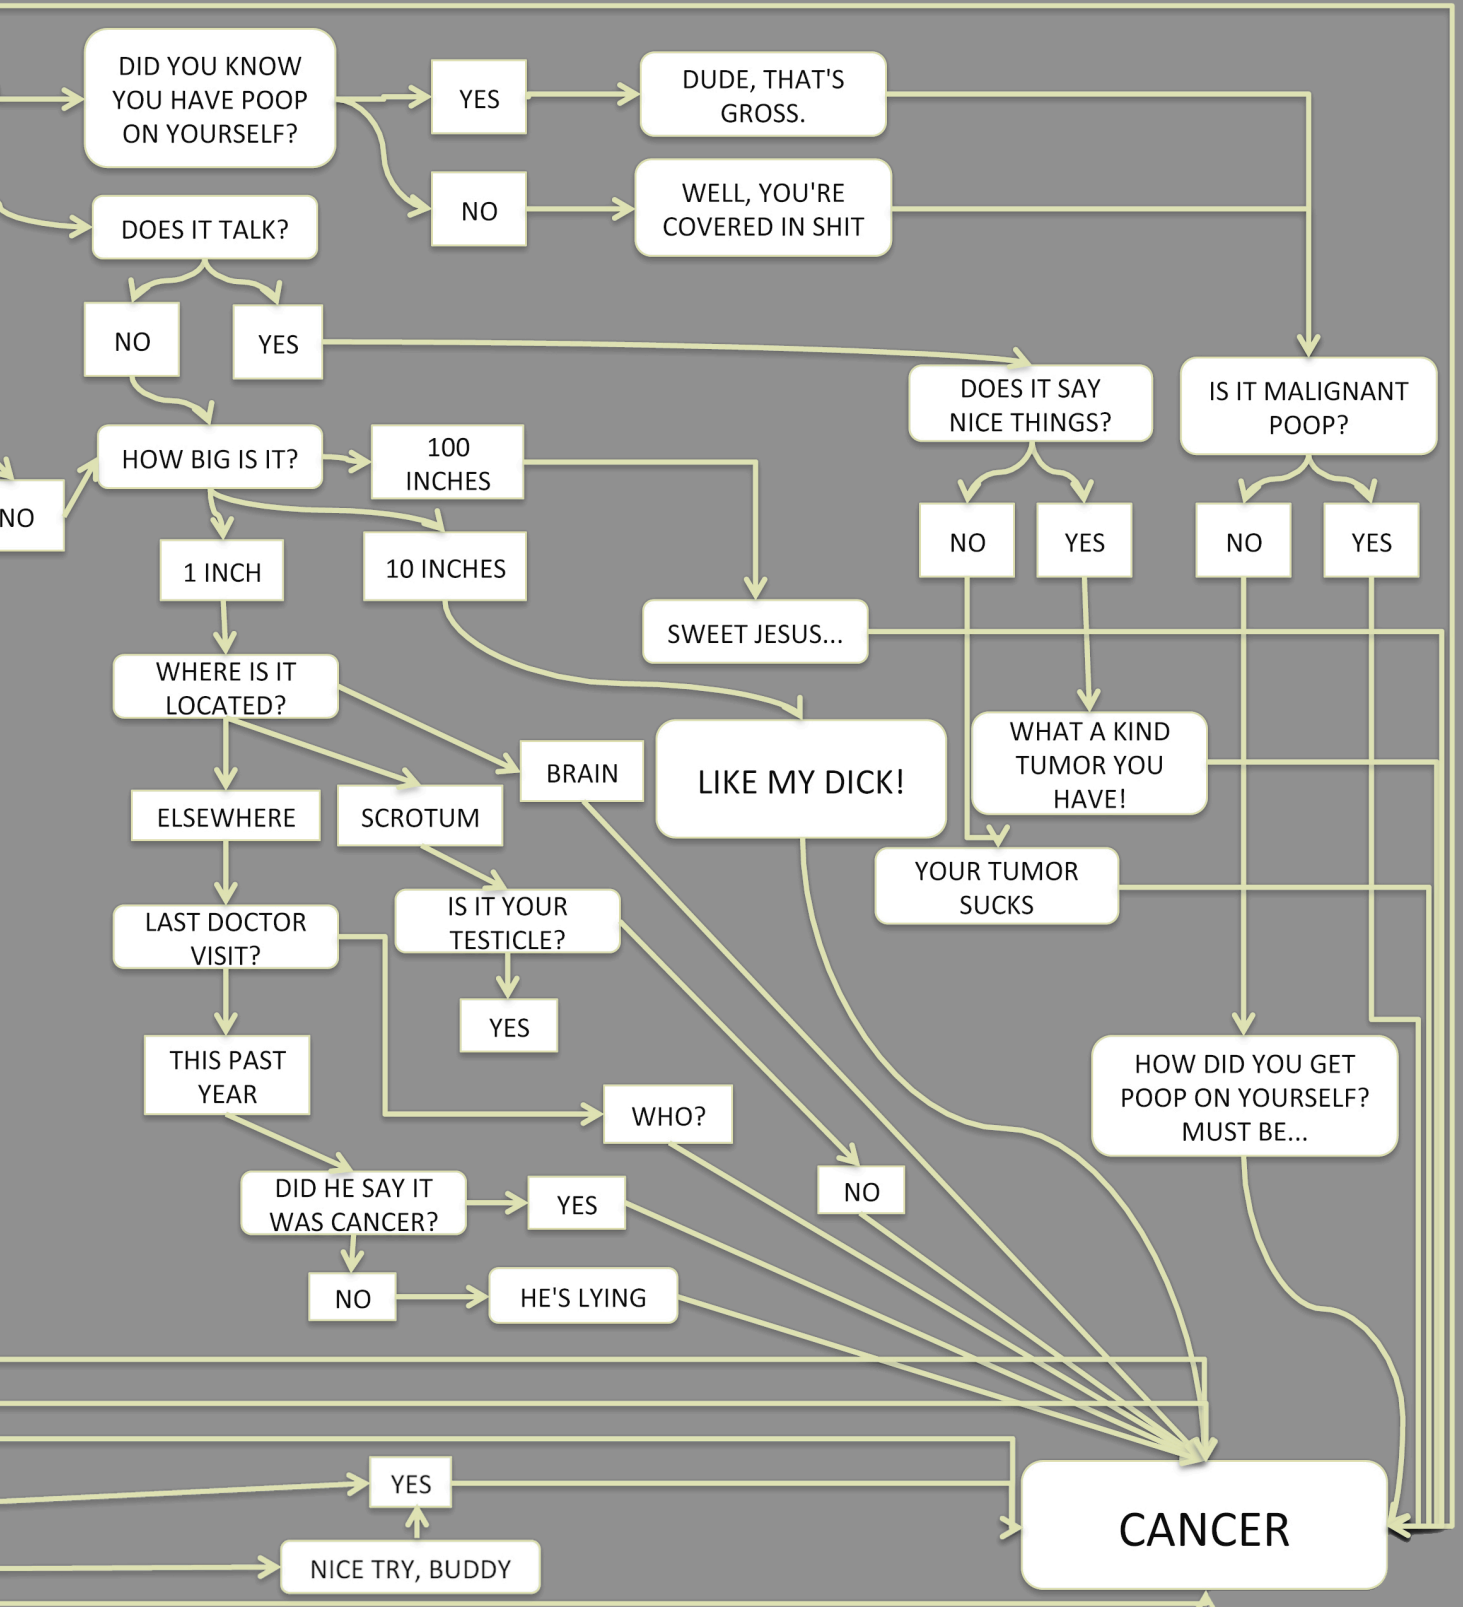 DID YOU KNOW
YOU HAVE POOP
ON YOURSELF?
YES
DUDE, THAT'S
GROSS.
NO
WELL, YOU'RE
COVERED IN SHIT
DOES IT TALK?
NO
YES
DOES IT SAY
NICE THINGS?
IS IT MALIGNANT
POOP?
HOW BIG IS IT?
100
INCHES
NO
NO
YES
NO
YES
1 INCH
10 INCHES
SWEET JESUS...
WHERE IS IT
LOCATED?
BRAIN
LIKE MY DICK!
WHAT A KIND
TUMOR YOU
HAVE!
ELSEWHERE
SCROTUM
YOUR TUMOR
SUCKS
LAST DOCTOR
VISIT?
IS IT YOUR
TESTICLE?
YES
THIS PAST
YEAR
HOW DID YOU GET
POOP ON YOURSELF?
MUST BE...
WHO?
NO
DID HE SAY IT
WAS CANCER?
YES
NO
HE'S LYING
YES
CANCER
NICE TRY, BUDDY